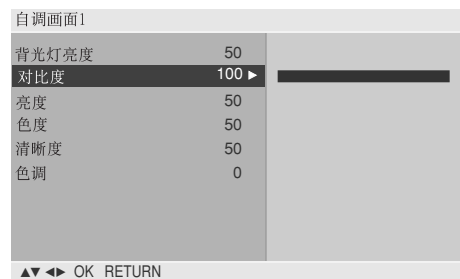 自调画面1
背光灯亮度 50
对比度 100 ►
亮度 50
色度 50
清晰度 50
色调 0
▲▼ ◄► OK RETURN